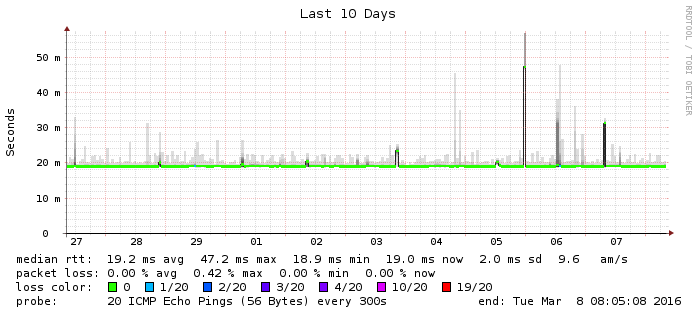 Last 10 Days
RRDTOOL / TOBI OETIKER
Seconds
50 m
40 m
30 m
20 m
10 m
0
27 28 29 01 02 03 04 05 06 07
median rtt: 19.2 ms avg 47.2 ms max 18.9 ms min 19.0 ms now 2.0 ms sd 9.6 am/s
packet loss: 0.00 % avg 0.42 % max 0.00 % min 0.00 % now
loss color: 0 1/20 2/20 3/20 4/20 10/20 19/20
probe: 20 ICMP Echo Pings (56 Bytes) every 300s end: Tue Mar 8 08:05:08 2016